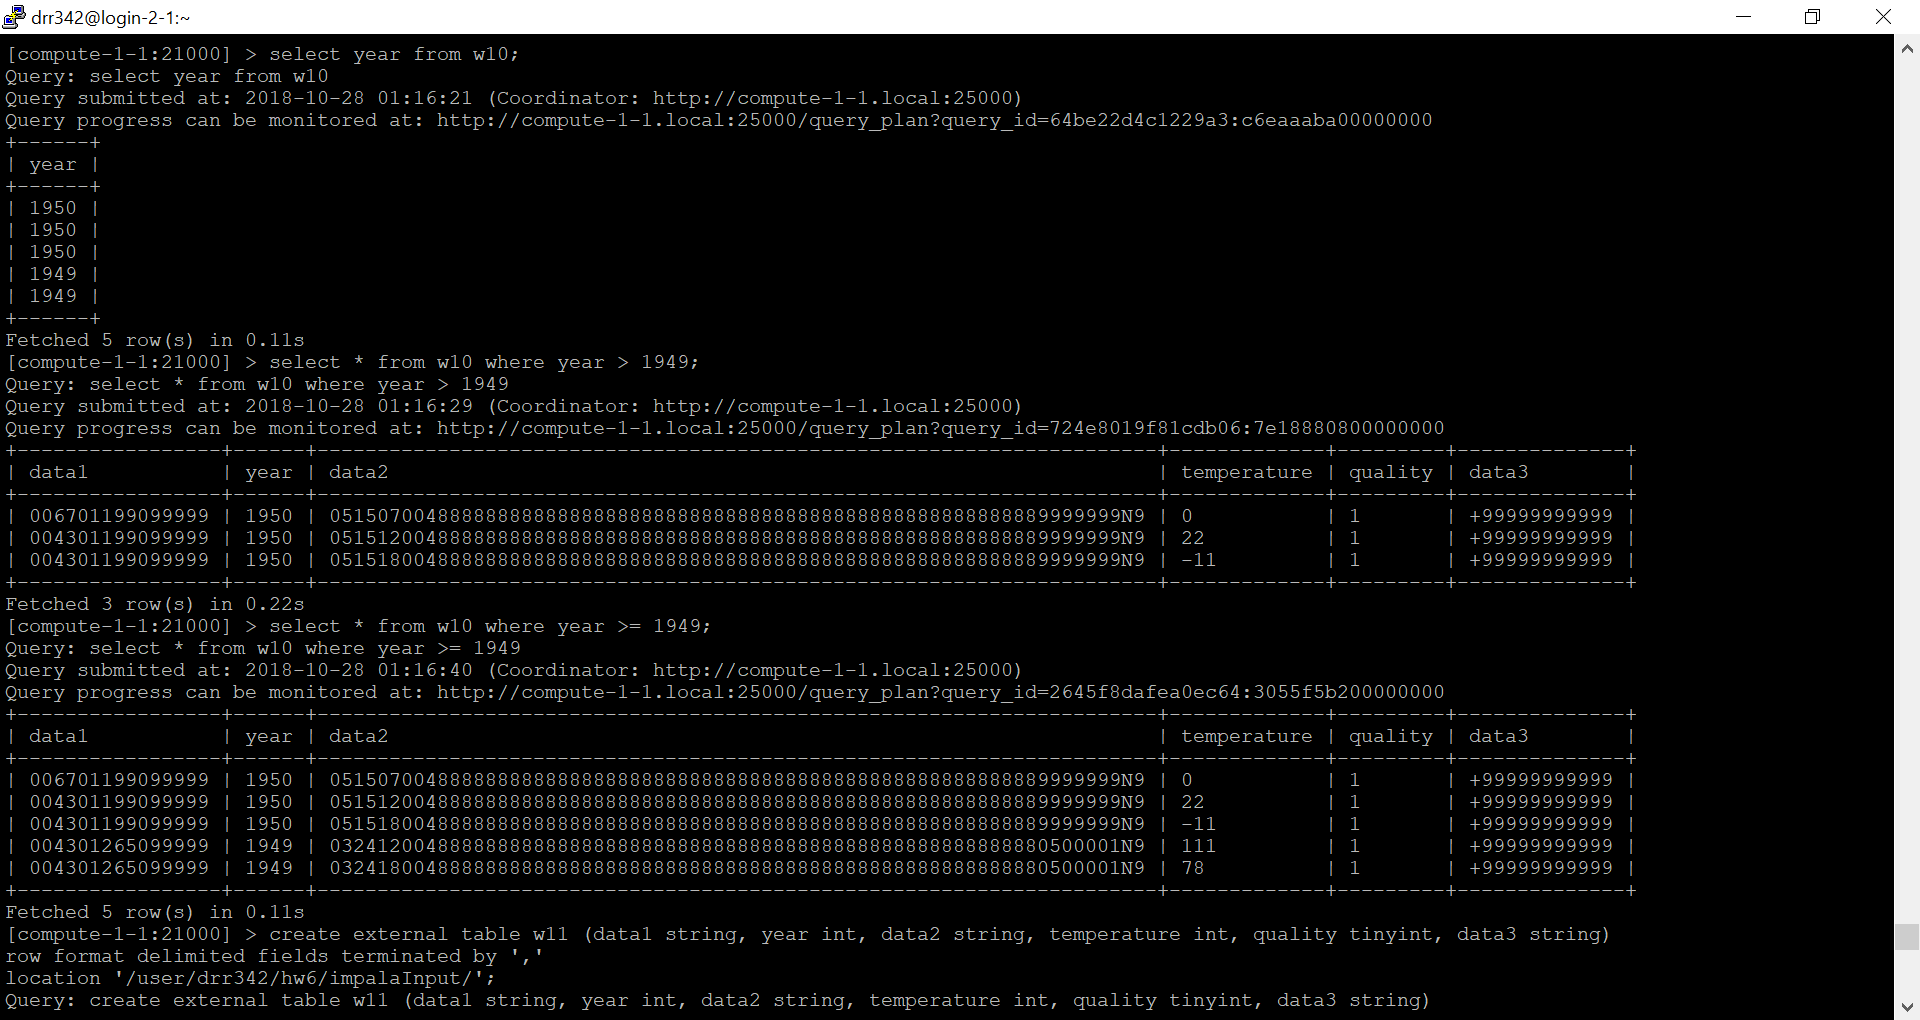 drr342@login-2-1:~
[compute-1-1:21000] > select year from w10;
Query: select year from w10
Query submitted at: 2018-10-28 01:16:21 (Coordinator: http://compute-1-1.local:25000)
Query progress can be monitored at: http://compute-1-1.local:25000/query_plan?query_id=64be22d4c1229a3:c6eaaaba00000000
+------+
| year |
+------+
| 1950 |
| 1950 |
| 1950 |
| 1949 |
| 1949 |
+------+
Fetched 5 row(s) in 0.11s
[compute-1-1:21000] > select * from w10 where year > 1949;
Query: select * from w10 where year > 1949
Query submitted at: 2018-10-28 01:16:29 (Coordinator: http://compute-1-1.local:25000)
Query progress can be monitored at: http://compute-1-1.local:25000/query_plan?query_id=724e8019f81cdb06:7e18880800000000
+-----------------+------+----------------------------------------------------------------------+-------------+---------+--------------+
| data1           | year | data2                                                                | temperature | quality | data3        |
+-----------------+------+----------------------------------------------------------------------+-------------+---------+--------------+
| 006701199099999 | 1950 | 051507004888888888888888888888888888888888888888888888888889999999N9 | 0           | 1       | +99999999999 |
| 004301199099999 | 1950 | 051512004888888888888888888888888888888888888888888888888889999999N9 | 22          | 1       | +99999999999 |
| 004301199099999 | 1950 | 051518004888888888888888888888888888888888888888888888888889999999N9 | -11         | 1       | +99999999999 |
+-----------------+------+----------------------------------------------------------------------+-------------+---------+--------------+
Fetched 3 row(s) in 0.22s
[compute-1-1:21000] > select * from w10 where year >= 1949;
Query: select * from w10 where year >= 1949
Query submitted at: 2018-10-28 01:16:40 (Coordinator: http://compute-1-1.local:25000)
Query progress can be monitored at: http://compute-1-1.local:25000/query_plan?query_id=2645f8dafea0ec64:3055f5b200000000
+-----------------+------+----------------------------------------------------------------------+-------------+---------+--------------+
| data1           | year | data2                                                                | temperature | quality | data3        |
+-----------------+------+----------------------------------------------------------------------+-------------+---------+--------------+
| 006701199099999 | 1950 | 051507004888888888888888888888888888888888888888888888888889999999N9 | 0           | 1       | +99999999999 |
| 004301199099999 | 1950 | 051512004888888888888888888888888888888888888888888888888889999999N9 | 22          | 1       | +99999999999 |
| 004301199099999 | 1950 | 051518004888888888888888888888888888888888888888888888888889999999N9 | -11         | 1       | +99999999999 |
| 004301265099999 | 1949 | 032412004888888888888888888888888888888888888888888888888880500001N9 | 111         | 1       | +99999999999 |
| 004301265099999 | 1949 | 032418004888888888888888888888888888888888888888888888888880500001N9 | 78          | 1       | +99999999999 |
+-----------------+------+----------------------------------------------------------------------+-------------+---------+--------------+
Fetched 5 row(s) in 0.11s
[compute-1-1:21000] > create external table w11 (data1 string, year int, data2 string, temperature int, quality tinyint, data3 string)
row format delimited fields terminated by ','
location '/user/drr342/hw6/impalaInput/';
Query: create external table w11 (data1 string, year int, data2 string, temperature int, quality tinyint, data3 string)